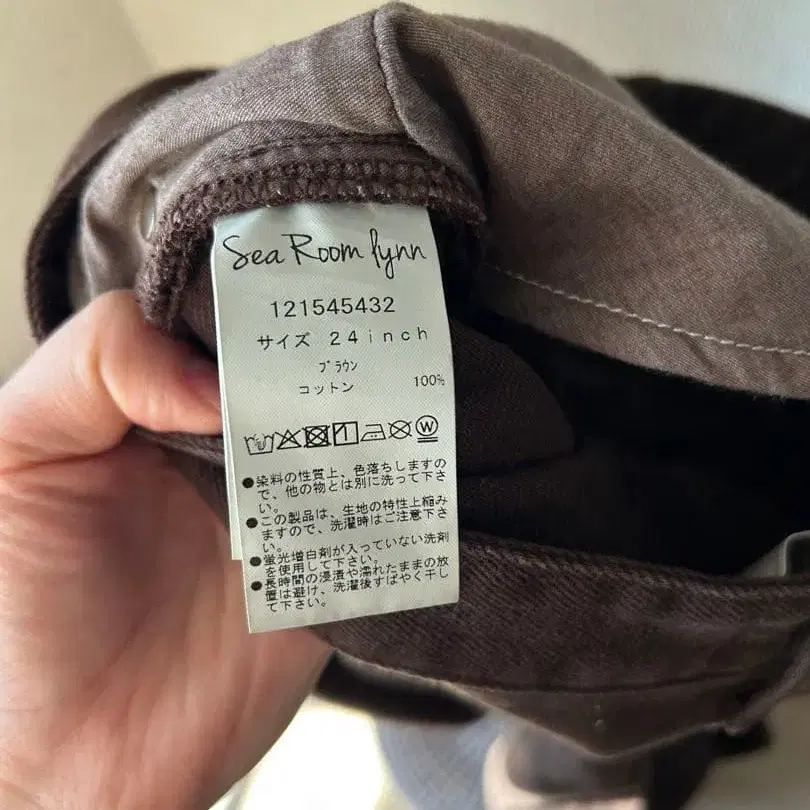 Sea Room lynn
121545432
サイズ 24inch
ブラウン
コットン 100%
W
●染料の性質上、色落ちしますの
で、他の物とは別に洗って下さ
い。
●この製品は、生地の特性上縮み
ますので、洗濯時はご注意下さ
い。
●蛍光増白剤が入っていない洗剤
を使用して下さい。
●長時間の浸漬や濡れたままの放
置は避け、洗濯後すばやく干し
て下さい。